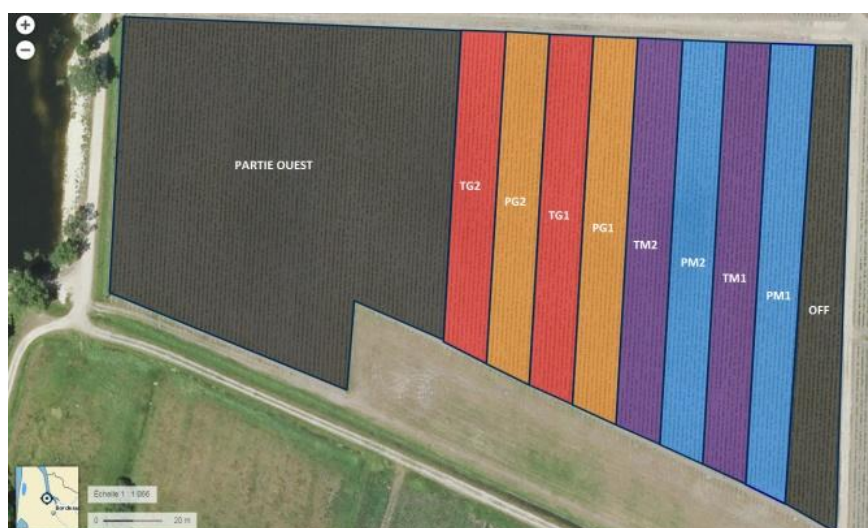 PARTIE OUEST
TG2
PG2
TG1
PG1
TM2
PM2
TM1
PM1
OFF
Echelle 1 : 1 066
0 20 m